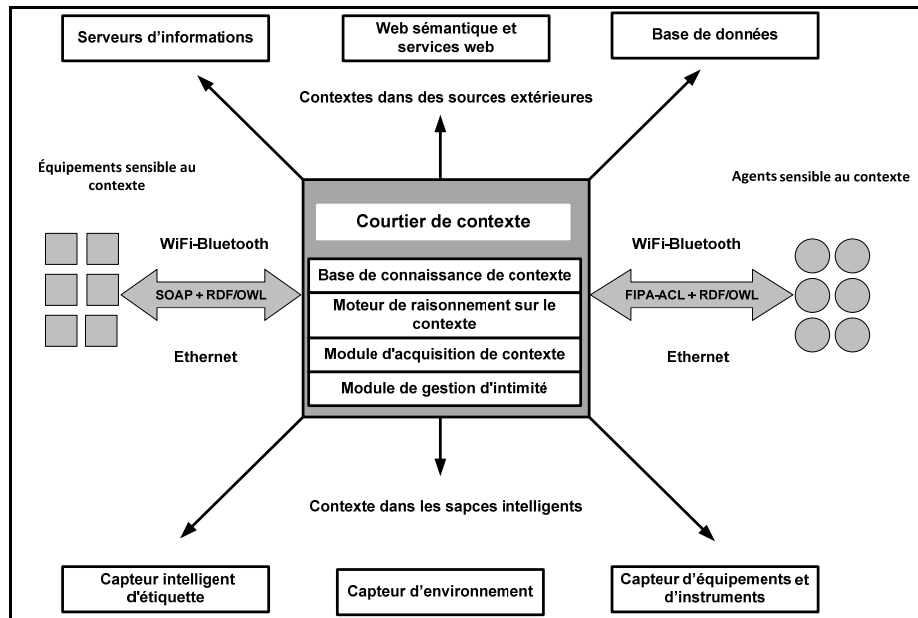 Serveurs d'informations
Web sémantique et
services web
Base de données
Contextes dans des sources extérieures
Équipements sensible au
contexte
Agents sensible au contexte
Courtier de contexte
WiFi-Bluetooth
SOAP + RDF/OWL
Ethernet
Base de connaissance de contexte
Moteur de raisonnement sur le
contexte
Module d'acquisition de contexte
Module de gestion d'intimité
WiFi-Bluetooth
FIPA-ACL + RDF/OWL
Ethernet
Contexte dans les sapces intelligents
Capteur intelligent
d'étiquette
Capteur d'environnement
Capteur d'équipements et
d'instruments